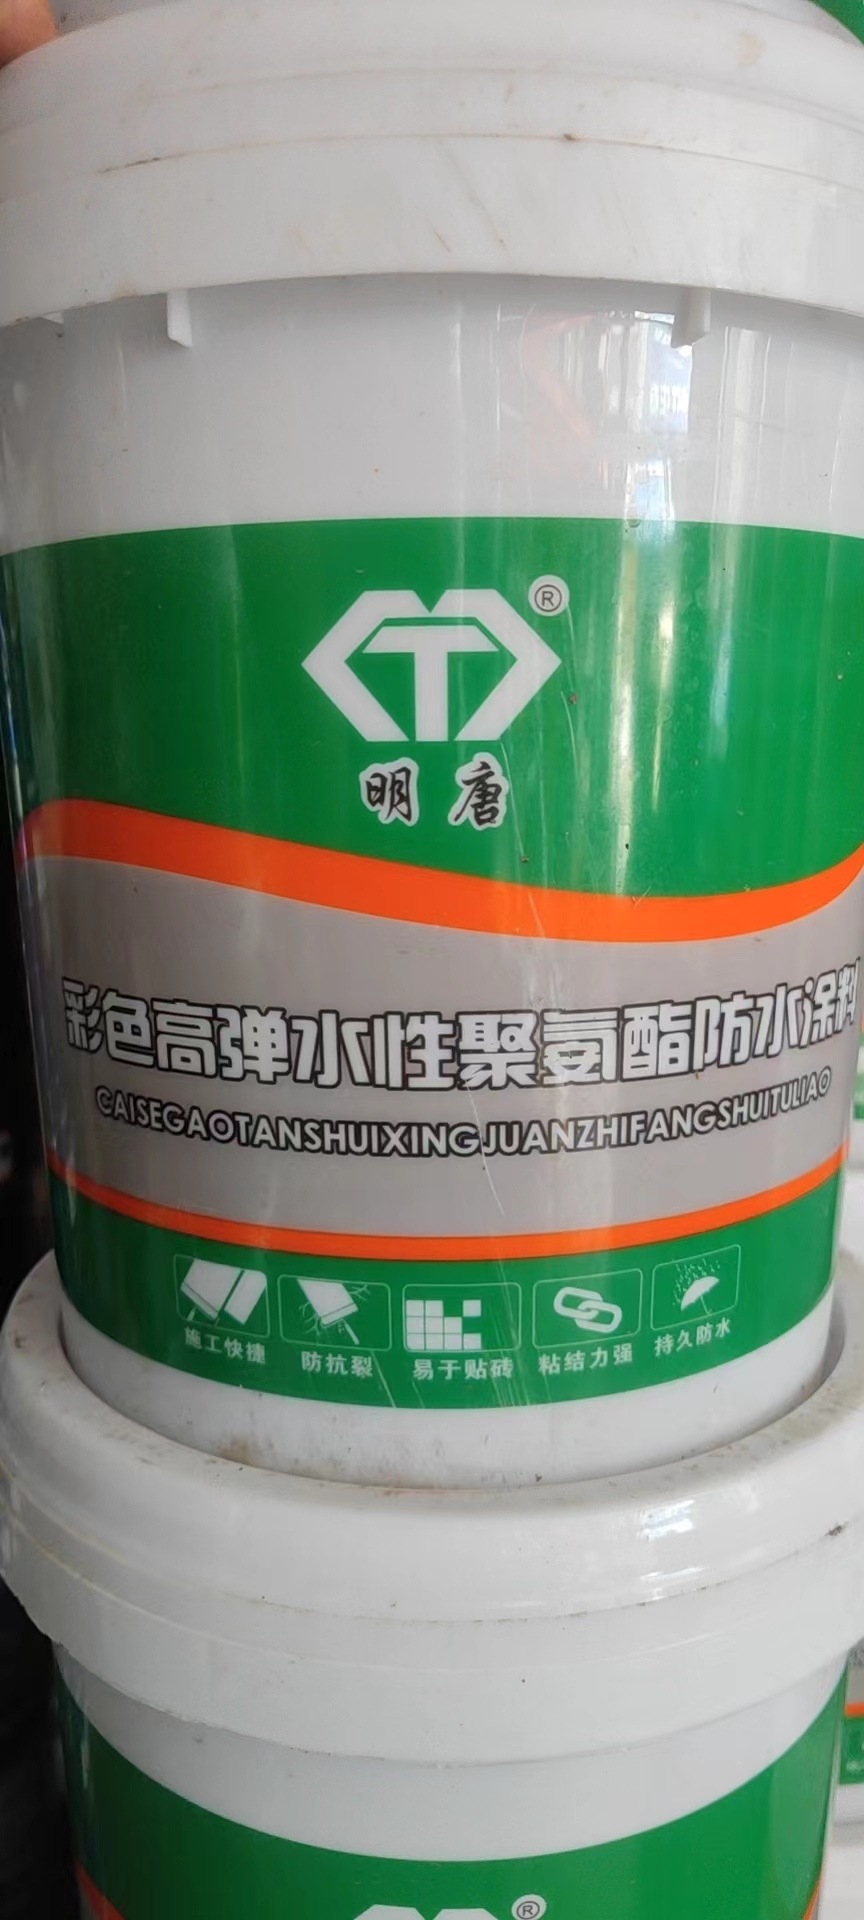 ®
明唐
彩色高弹水性聚氨酯防水涂料
CAISEGAOTANSHUIXINGJUANZHIFANGSHUITULIAO
施工快捷 防抗裂 易于贴砖 粘结力强 持久防水
®